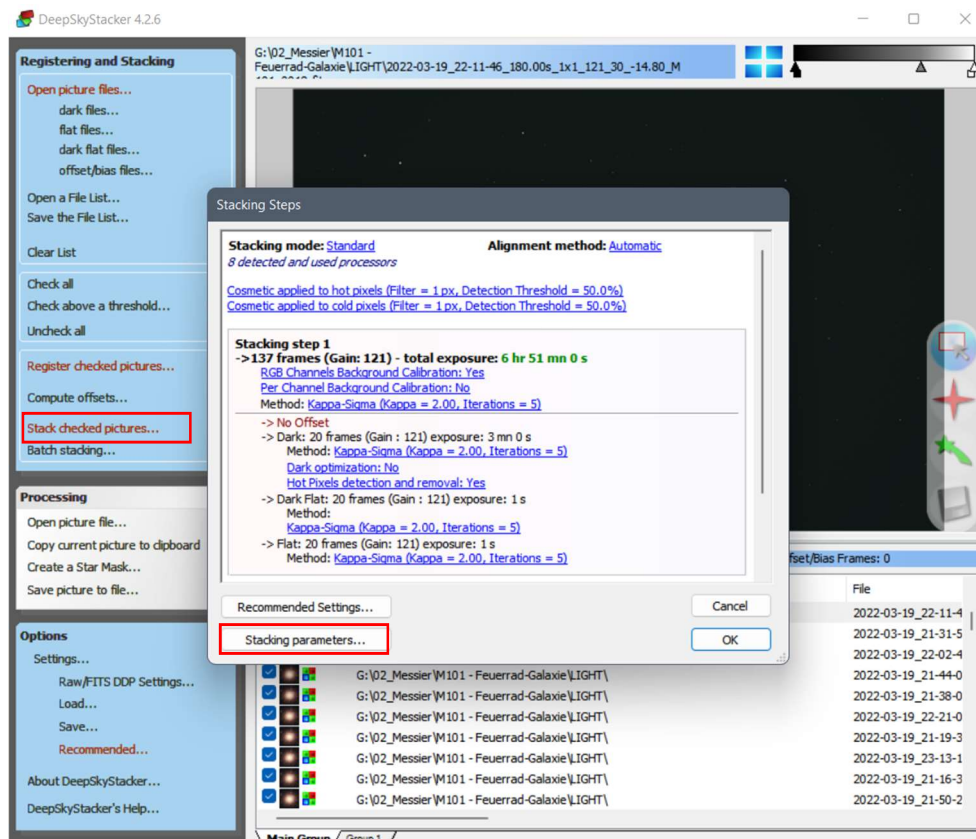 DeepSkyStacker 4.2.6
Registering and Stacking
Open picture files...
dark files...
flat files...
dark flat files...
offset/bias files...
Open a File List...
Save the File List...
Clear List
Check all
Check above a threshold...
Uncheck all
Register checked pictures...
Compute offsets...
Stack checked pictures...
Batch stacking...
Processing
Open picture file...
Copy current picture to clipboard
Create a Star Mask...
Save picture to file...
Options
Settings...
Raw/FITS DDP Settings...
Load...
Save...
Recommended...
About DeepSkyStacker...
DeepSkyStacker's Help...
G:\02_Messier\M101 -
Feuerrad-Galaxie\LIGHT\2022-03-19_22-11-46_180.00s_1x1_121_30_-14.80_M
Stacking Steps
Stacking mode: Standard Alignment method: Automatic
8 detected and used processors
Cosmetic applied to hot pixels (Filter = 1 px, Detection Threshold = 50.0%)
Cosmetic applied to cold pixels (Filter = 1 px, Detection Threshold = 50.0%)
Stacking step 1
->137 frames (Gain: 121) - total exposure: 6 hr 51 mn 0 s
RGB Channels Background Calibration: Yes
Per Channel Background Calibration: No
Method: Kappa-Sigma (Kappa = 2.00, Iterations = 5)
-> No Offset
-> Dark: 20 frames (Gain : 121) exposure: 3 mn 0 s
Method: Kappa-Sigma (Kappa = 2.00, Iterations = 5)
Dark optimization: No
Hot Pixels detection and removal: Yes
-> Dark Flat: 20 frames (Gain : 121) exposure: 1 s
Method:
Kappa-Sigma (Kappa = 2.00, Iterations = 5)
-> Flat: 20 frames (Gain: 121) exposure: 1 s
Method: Kappa-Sigma (Kappa = 2.00, Iterations = 5)
Recommended Settings...
Cancel
Stacking parameters...
OK
fset/Bias Frames: 0
File
2022-03-19_22-11-4
2022-03-19_21-31-5
2022-03-19_22-02-4
G:\02_Messier\M101 - Feuerrad-Galaxie\LIGHT\ 2022-03-19_21-44-0
G:\02_Messier\M101 - Feuerrad-Galaxie\LIGHT\ 2022-03-19_21-38-0
G:\02_Messier\M101 - Feuerrad-Galaxie\LIGHT\ 2022-03-19_22-21-0
G:\02_Messier\M101 - Feuerrad-Galaxie\LIGHT\ 2022-03-19_21-19-3
G:\02_Messier\M101 - Feuerrad-Galaxie\LIGHT\ 2022-03-19_23-13-1
G:\02_Messier\M101 - Feuerrad-Galaxie\LIGHT\ 2022-03-19_21-16-3
G:\02_Messier\M101 - Feuerrad-Galaxie\LIGHT\ 2022-03-19_21-50-2
Main Group Group 1